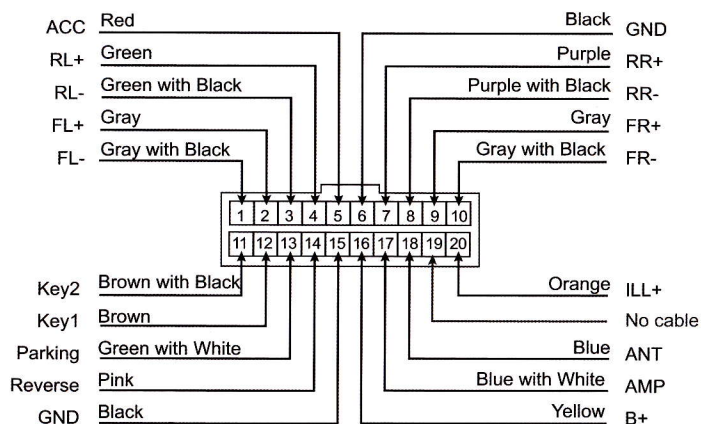 ACC Red Black GND
RL+ Green Purple RR+
RL- Green with Black Purple with Black RR-
FL+ Gray Gray FR+
FL- Gray with Black Gray with Black FR-
1 2 3 4 5 6 7 8 9 10
11 12 13 14 15 16 17 18 19 20
Key2 Brown with Black Orange ILL+
Key1 Brown No cable
Parking Green with White Blue ANT
Reverse Pink Blue with White AMP
GND Black Yellow B+